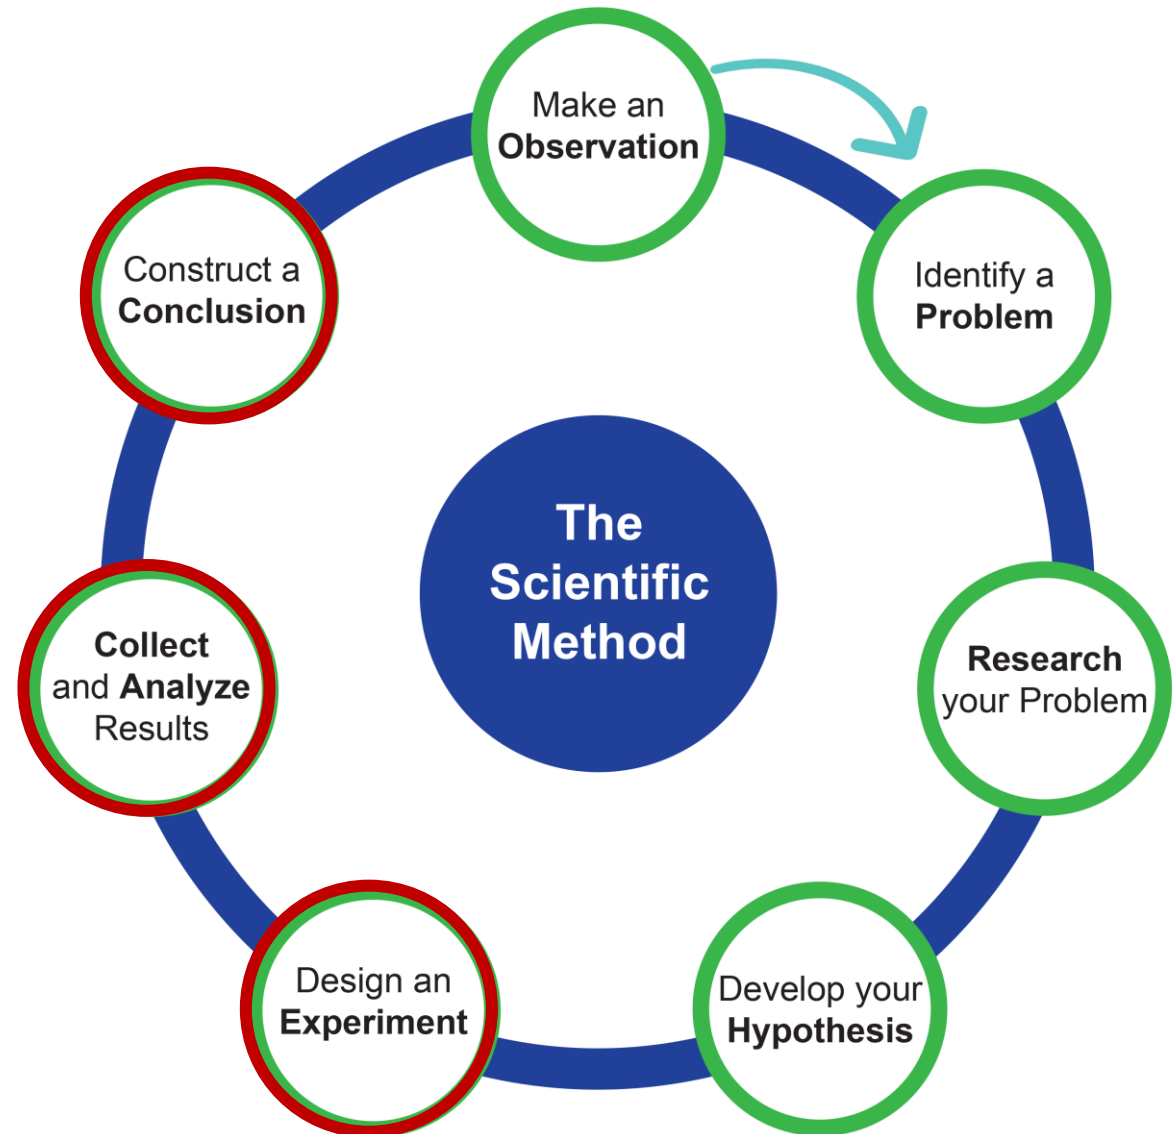 Make an
Observation
Identify a
Problem
Research
your Problem
Develop your
Hypothesis
Design an
Experiment
Collect
and Analyze
Results
Construct a
Conclusion
The
Scientific
Method